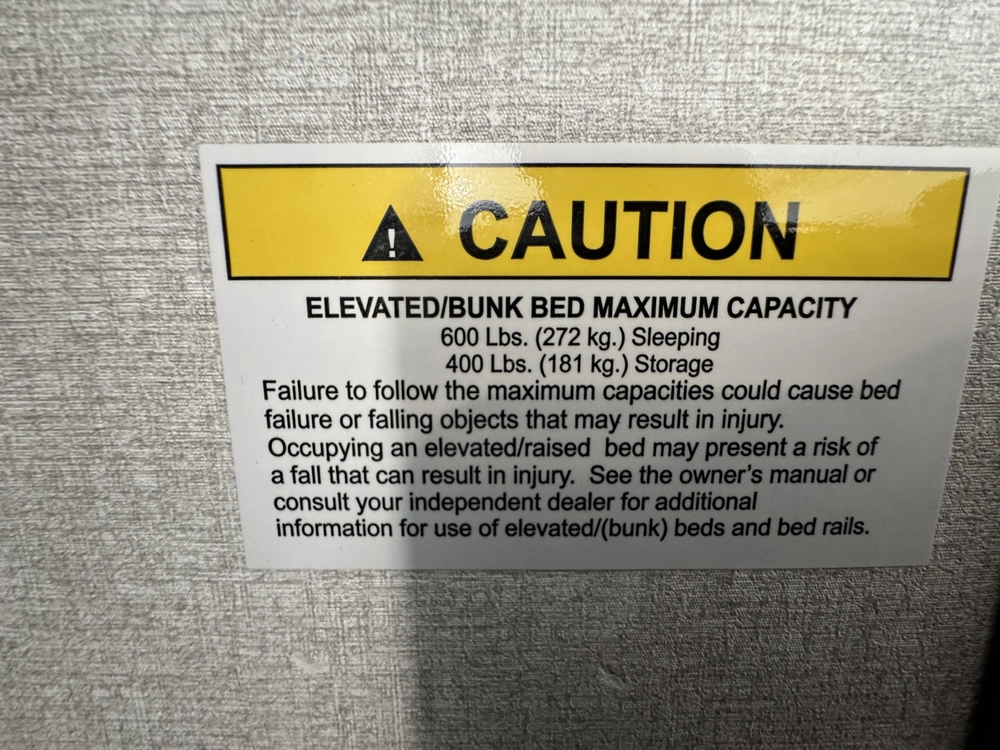 CAUTION
ELEVATED/BUNK BED MAXIMUM CAPACITY
600 Lbs. (272 kg.) Sleeping
400 Lbs. (181 kg.) Storage
Failure to follow the maximum capacities could cause bed
failure or falling objects that may result in injury.
Occupying an elevated/raised  bed may present a risk of
a fall that can result in injury.  See the owner's manual or
consult your independent dealer for additional
information for use of elevated/(bunk) beds and bed rails.